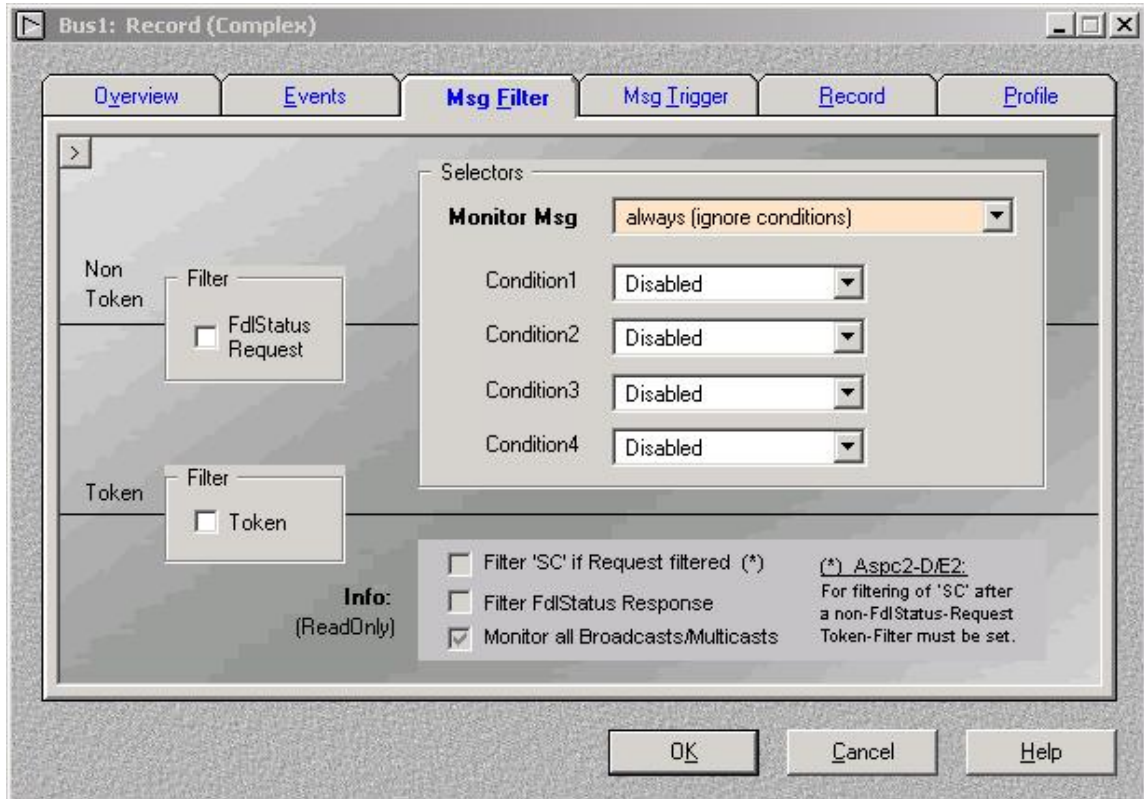 Bus1: Record (Complex)
Overview
Events
Msg Filter
Msg Trigger
Record
Profile
>
Selectors
Monitor Msg
always (ignore conditions)
Non
Token
Filter
FdlStatus
Request
Condition1
Disabled
Condition2
Disabled
Condition3
Disabled
Condition4
Disabled
Token
Filter
Token
Info:
(ReadOnly)
Filter 'SC' if Request filtered (*)
Filter FdlStatus Response
Monitor all Broadcasts/Multicasts
(*) Aspc2-D/E2:
For filtering of 'SC' after
a non-FdlStatus-Request
Token-Filter must be set.
OK
Cancel
Help